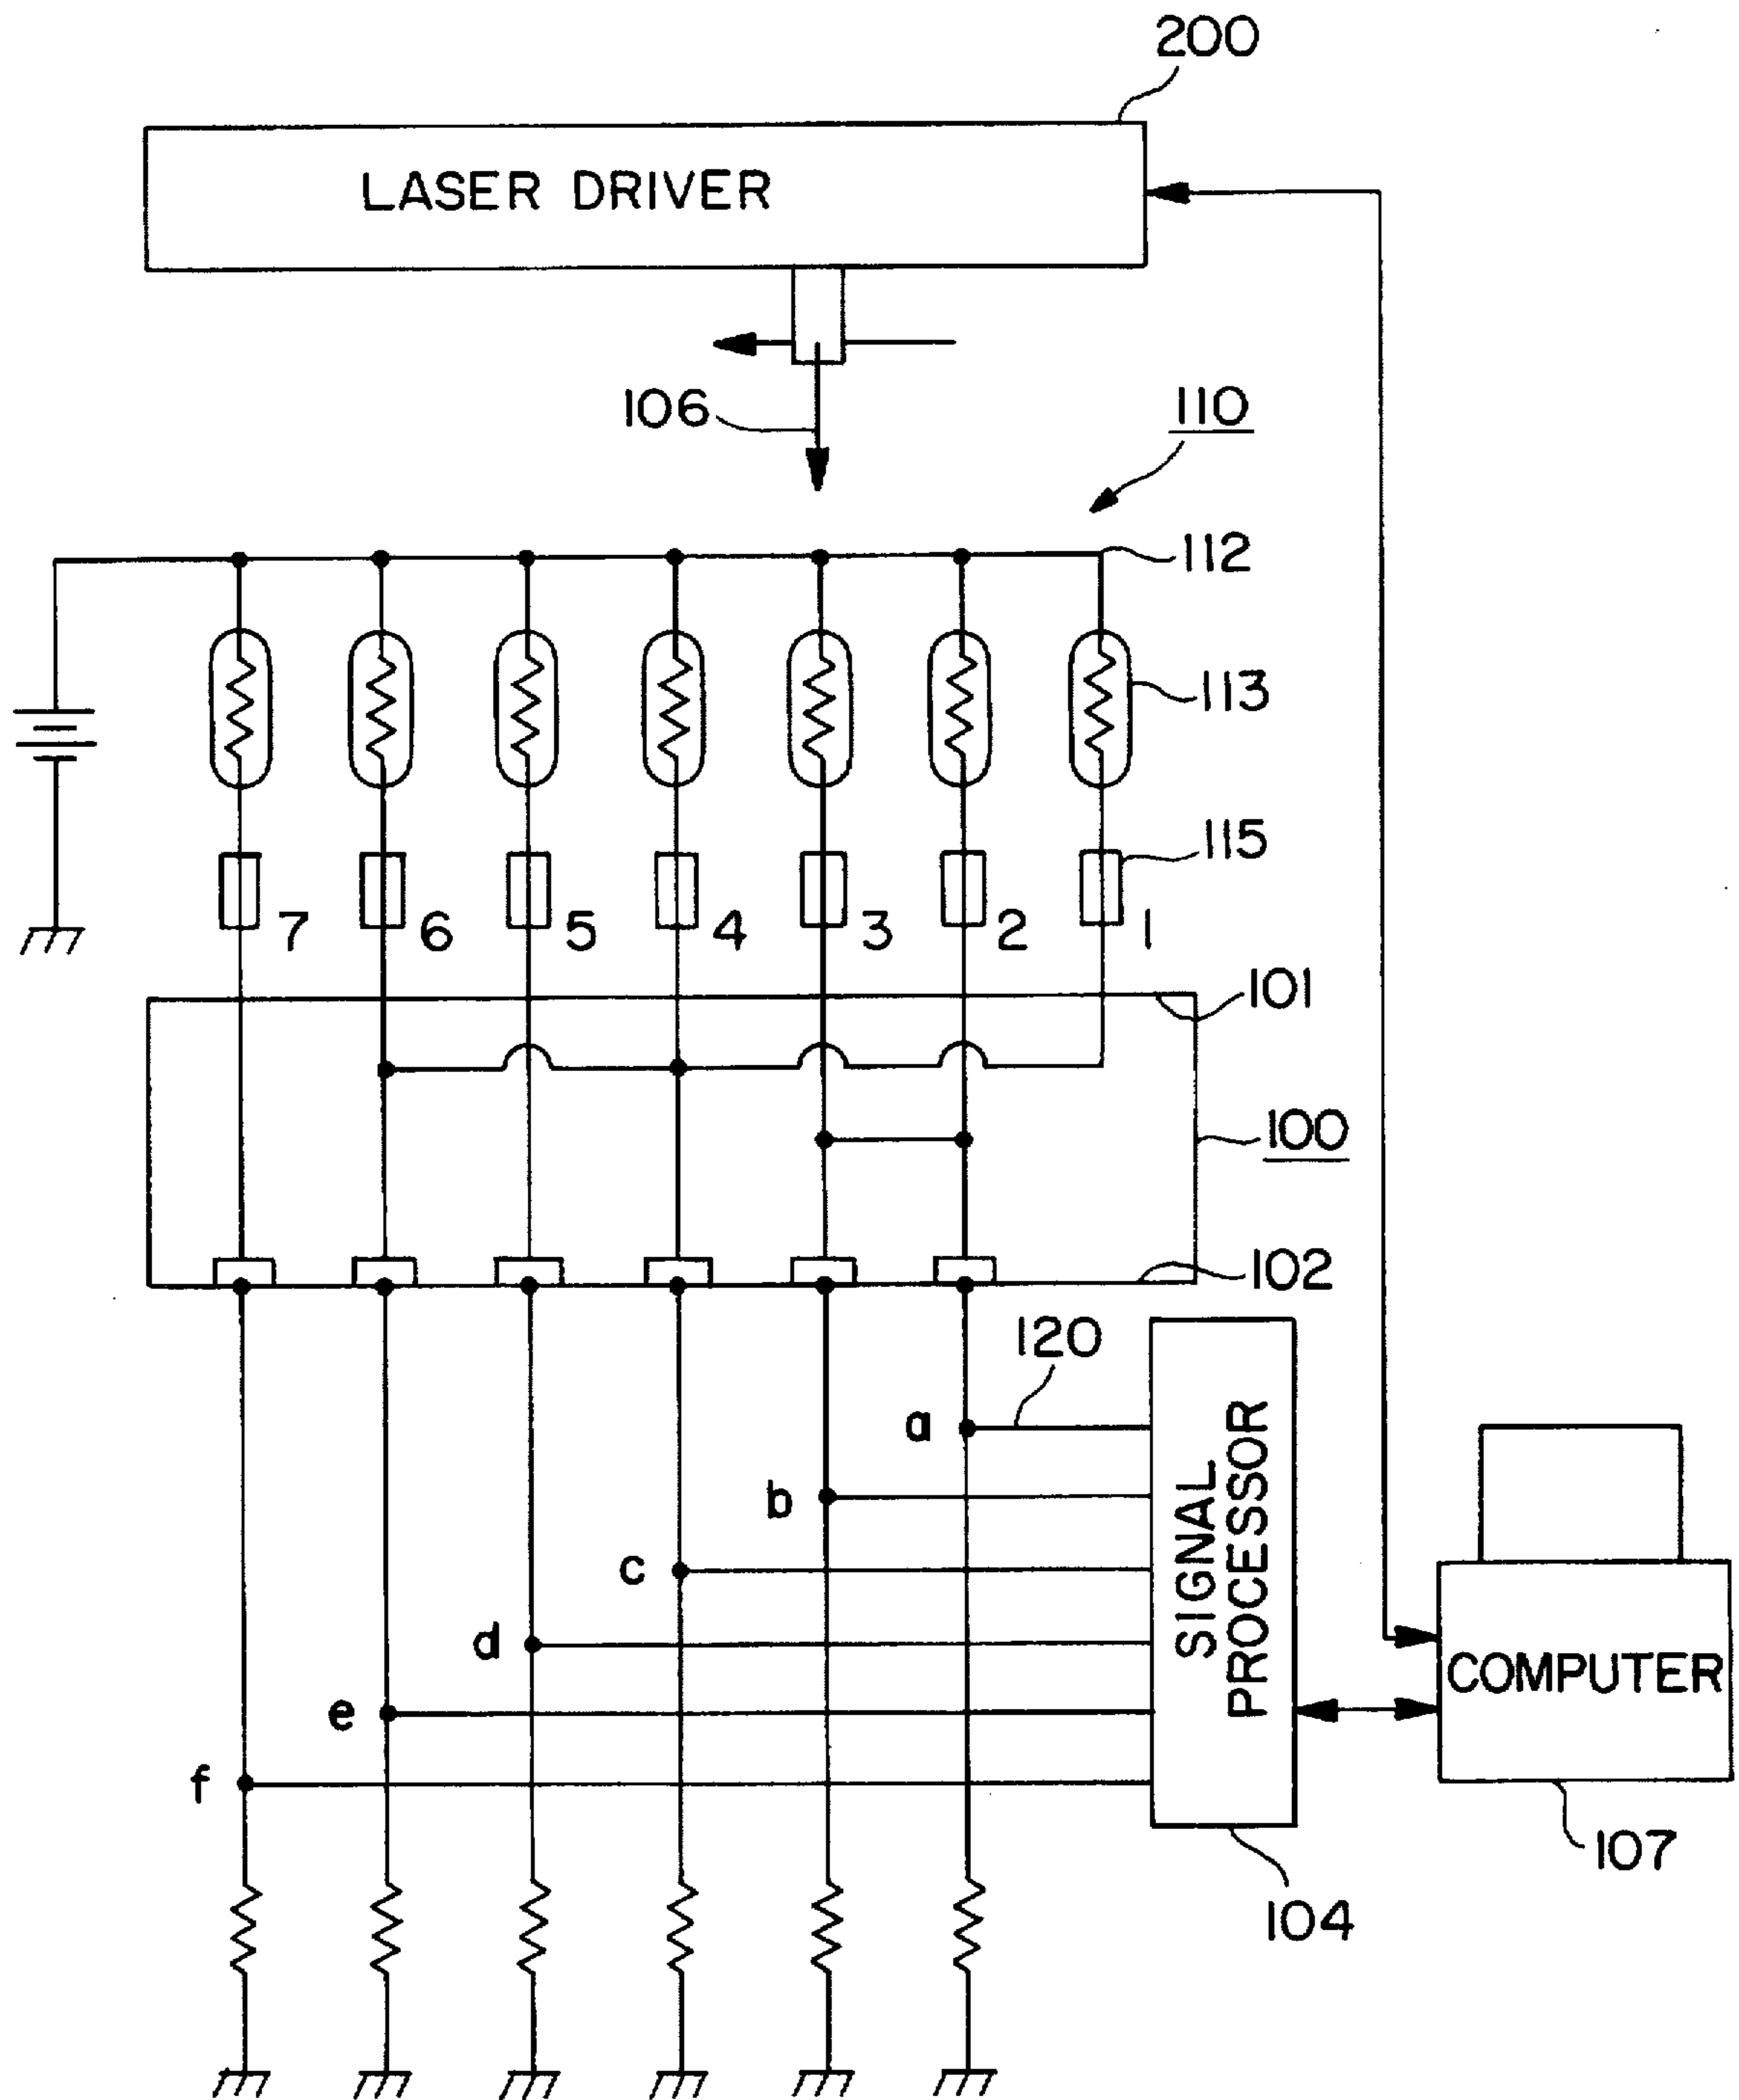 200
LASER DRIVER
106
110
112
113
115
7 6 5 4 3 2 1
101
100
102
120
a
b
c
d
e
f
SIGNAL
PROCESSOR
COMPUTER
107
104